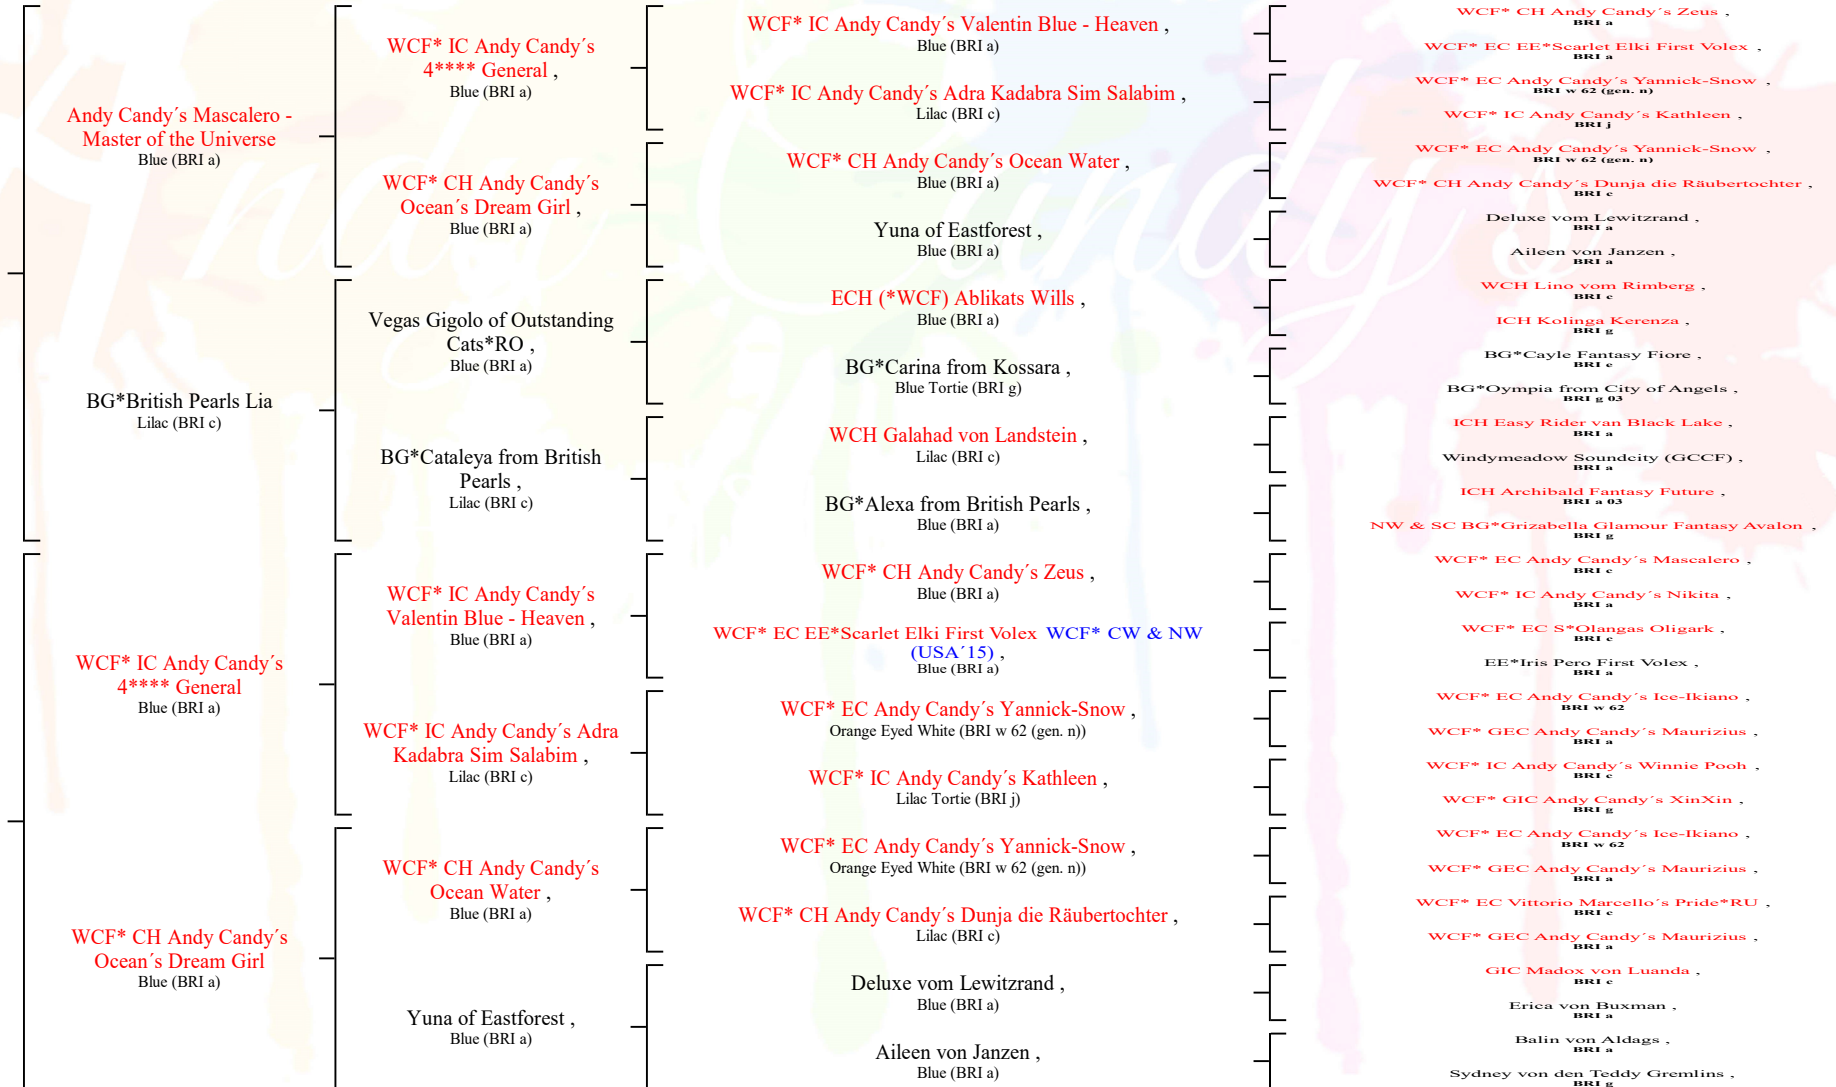 Andy Candy´s Mascalero -
Master of the Universe
Blue (BRI a)
BG*British Pearls Lia
Lilac (BRI c)
WCF* IC Andy Candy´s
4**** General
Blue (BRI a)
WCF* CH Andy Candy´s
Ocean´s Dream Girl
Blue (BRI a)
WCF* IC Andy Candy´s
4**** General ,
Blue (BRI a)
WCF* CH Andy Candy´s
Ocean´s Dream Girl ,
Blue (BRI a)
Vegas Gigolo of Outstanding
Cats*RO ,
Blue (BRI a)
BG*Cataleya from British
Pearls ,
Lilac (BRI c)
WCF* IC Andy Candy´s
Valentin Blue - Heaven ,
Blue (BRI a)
WCF* IC Andy Candy´s Adra
Kadabra Sim Salabim ,
Lilac (BRI c)
WCF* CH Andy Candy´s
Ocean Water ,
Blue (BRI a)
Yuna of Eastforest ,
Blue (BRI a)
WCF* IC Andy Candy´s Valentin Blue - Heaven ,
Blue (BRI a)
WCF* IC Andy Candy´s Adra Kadabra Sim Salabim ,
Lilac (BRI c)
WCF* CH Andy Candy´s Ocean Water ,
Blue (BRI a)
Yuna of Eastforest ,
Blue (BRI a)
ECH (*WCF) Ablikats Wills ,
Blue (BRI a)
BG*Carina from Kossara ,
Blue Tortie (BRI g)
WCH Galahad von Landstein ,
Lilac (BRI c)
BG*Alexa from British Pearls ,
Blue (BRI a)
WCF* CH Andy Candy´s Zeus ,
Blue (BRI a)
WCF* EC EE*Scarlet Elki First Volex WCF* CW & NW
(USA´15) ,
Blue (BRI a)
WCF* EC Andy Candy´s Yannick-Snow ,
Orange Eyed White (BRI w 62 (gen. n))
WCF* IC Andy Candy´s Kathleen ,
Lilac Tortie (BRI j)
WCF* EC Andy Candy´s Yannick-Snow ,
Orange Eyed White (BRI w 62 (gen. n))
WCF* CH Andy Candy´s Dunja die Räubertochter ,
Lilac (BRI c)
Deluxe vom Lewitzrand ,
Blue (BRI a)
Aileen von Janzen ,
Blue (BRI a)
WCF* CH Andy Candy´s Zeus ,
BRI a
WCF* EC EE*Scarlet Elki First Volex ,
BRI a
WCF* EC Andy Candy´s Yannick-Snow ,
BRI w 62 (gen. n)
WCF* IC Andy Candy´s Kathleen ,
BRI j
WCF* EC Andy Candy´s Yannick-Snow ,
BRI w 62 (gen. n)
WCF* CH Andy Candy´s Dunja die Räubertochter ,
BRI c
Deluxe vom Lewitzrand ,
BRI a
Aileen von Janzen ,
BRI a
WCH Lino vom Rimberg ,
BRI c
ICH Kolinga Kerenza ,
BRI g
BG*Cayle Fantasy Fiore ,
BRI c
BG*Oympia from City of Angels ,
BRI g 03
ICH Easy Rider van Black Lake ,
BRI a
Windymeadow Soundcity (GCCF) ,
BRI a
ICH Archibald Fantasy Future ,
BRI a 03
NW & SC BG*Grizabella Glamour Fantasy Avalon ,
BRI g
WCF* EC Andy Candy´s Mascalero ,
BRI c
WCF* IC Andy Candy´s Nikita ,
BRI a
WCF* EC S*Olangas Oligark ,
BRI c
EE*Iris Pero First Volex ,
BRI a
WCF* EC Andy Candy´s Ice-Ikiano ,
BRI w 62
WCF* GEC Andy Candy´s Maurizius ,
BRI a
WCF* IC Andy Candy´s Winnie Pooh ,
BRI c
WCF* GIC Andy Candy´s XinXin ,
BRI g
WCF* EC Andy Candy´s Ice-Ikiano ,
BRI w 62
WCF* GEC Andy Candy´s Maurizius ,
BRI a
WCF* EC Vittorio Marcello´s Pride*RU ,
BRI c
WCF* GEC Andy Candy´s Maurizius ,
BRI a
GIC Madox von Luanda ,
BRI c
Erica von Buxman ,
BRI a
Balin von Aldags ,
BRI a
Sydney von den Teddy Gremlins ,
BRI g
Andy Candy's